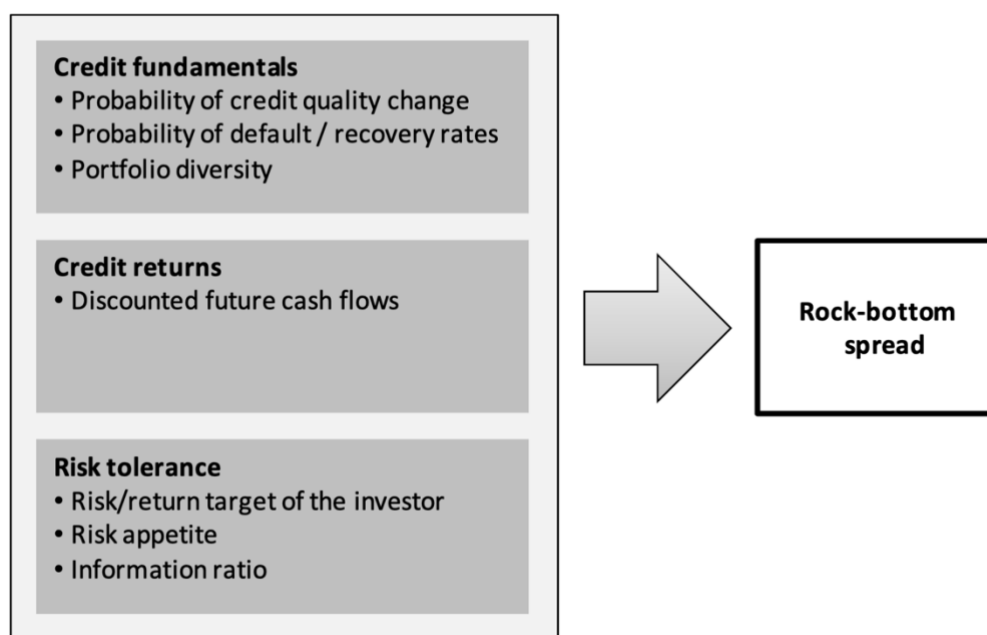 Credit fundamentals
• Probability of credit quality change
• Probability of default / recovery rates
• Portfolio diversity
Credit returns
• Discounted future cash flows
Risk tolerance
• Risk/return target of the investor
• Risk appetite
• Information ratio
Rock-bottom
spread